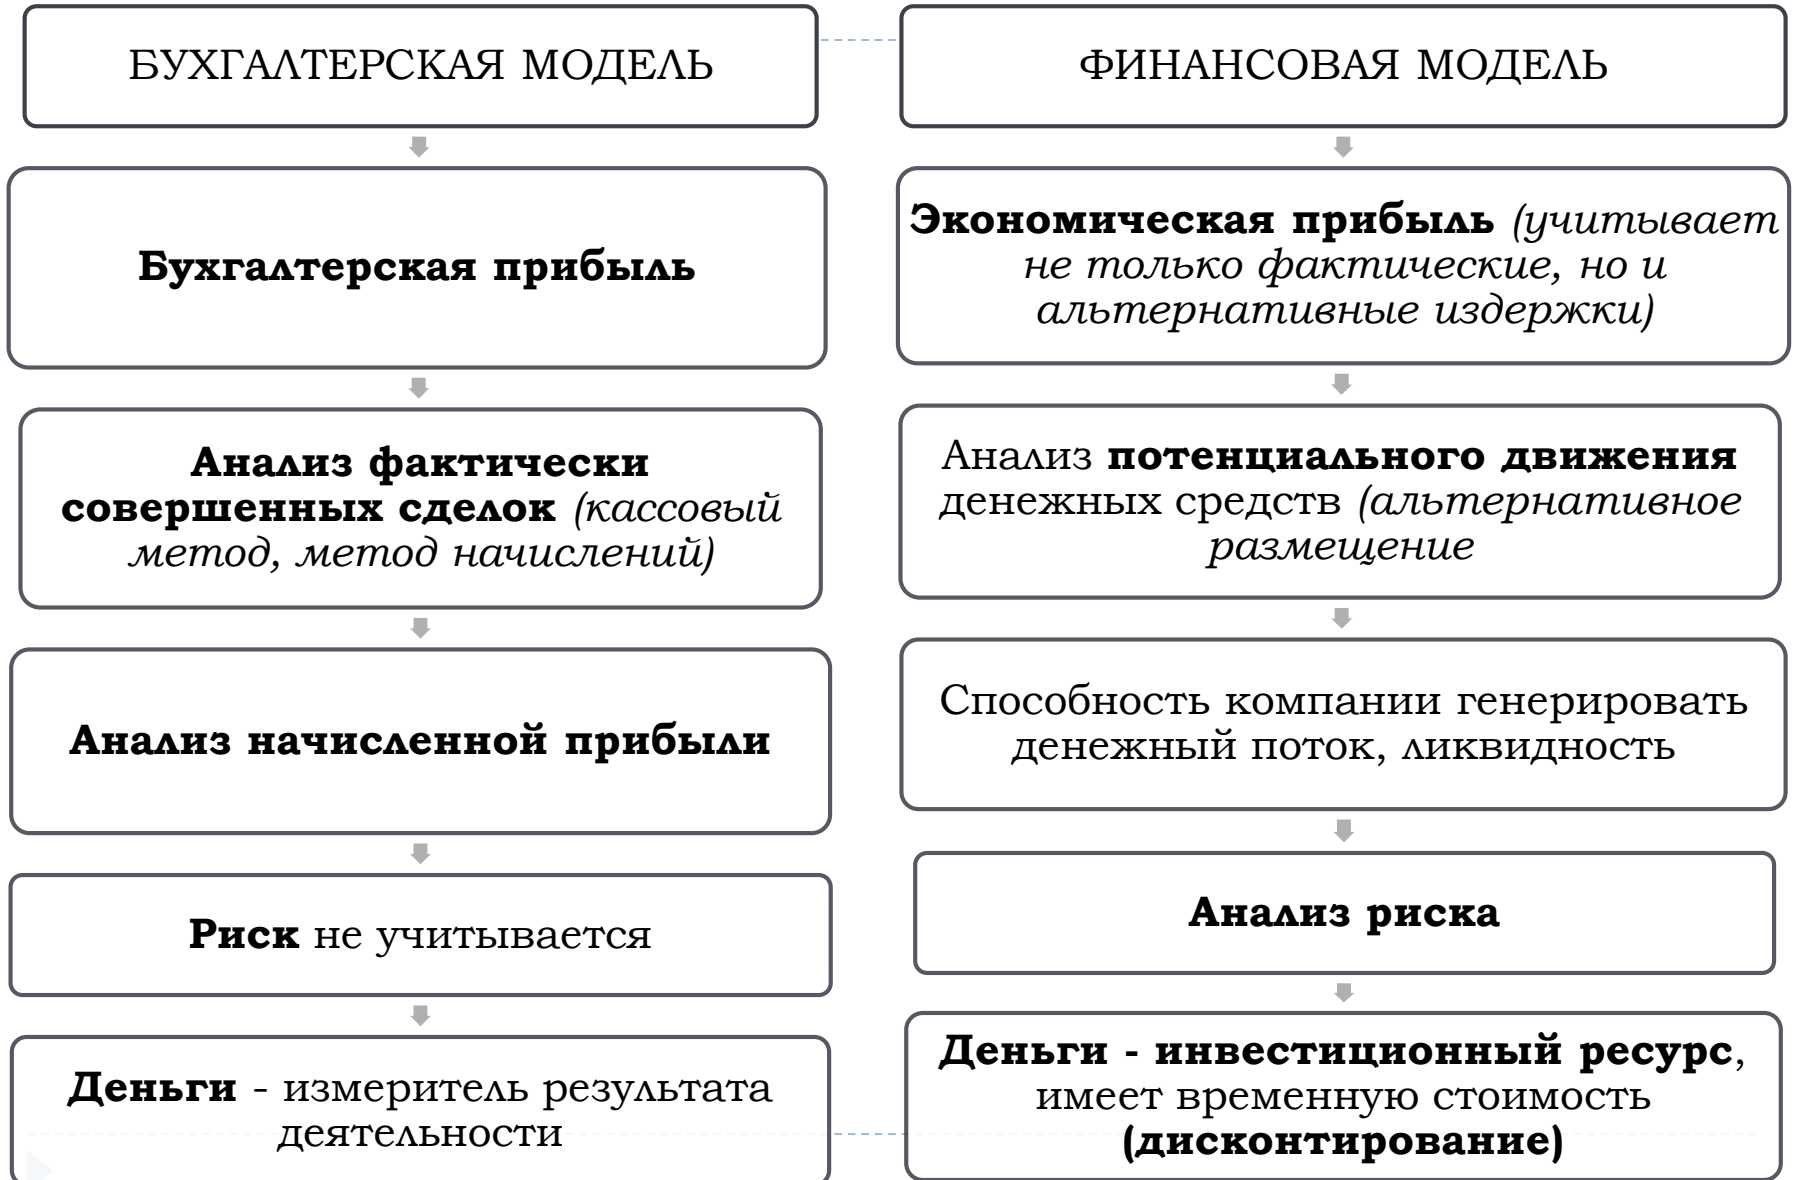 БУХГАЛТЕРСКАЯ МОДЕЛЬ
Бухгалтерская прибыль
Анализ фактически
совершенных сделок (кассовый
метод, метод начислений)
Анализ начисленной прибыли
Риск не учитывается
Деньги - измеритель результата
деятельности
ФИНАНСОВАЯ МОДЕЛЬ
Экономическая прибыль (учитывает
не только фактические, но и
альтернативные издержки)
Анализ потенциального движения
денежных средств (альтернативное
размещение
Способность компании генерировать
денежный поток, ликвидность
Анализ риска
Деньги - инвестиционный ресурс,
имеет временную стоимость
(дисконтирование)